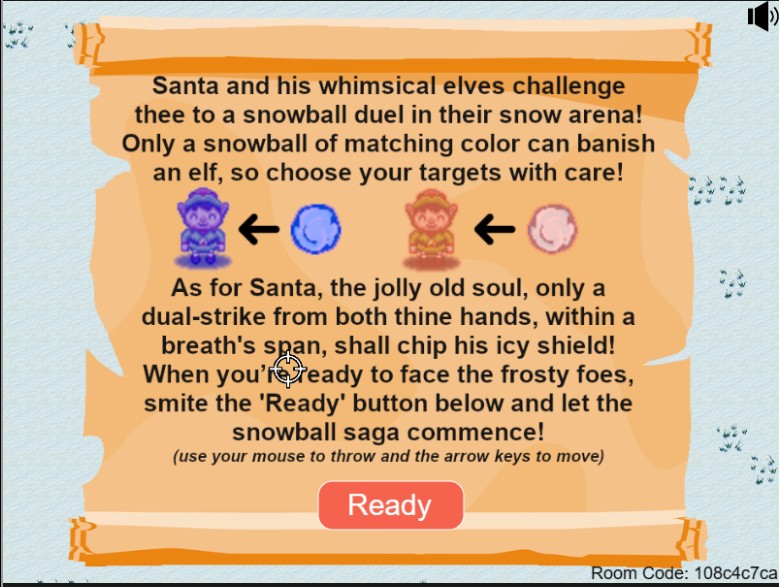 Santa and his whimsical elves challenge
thee to a snowball duel in their snow arena!
Only a snowball of matching color can banish
an elf, so choose your targets with care!
As for Santa, the jolly old soul, only a
dual-strike from both thine hands, within a
breath's span, shall chip his icy shield!
When you're ready to face the frosty foes,
smite the 'Ready' button below and let the
snowball saga commence!
(use your mouse to throw and the arrow keys to move)
Ready
Room Code: 108c4c7ca